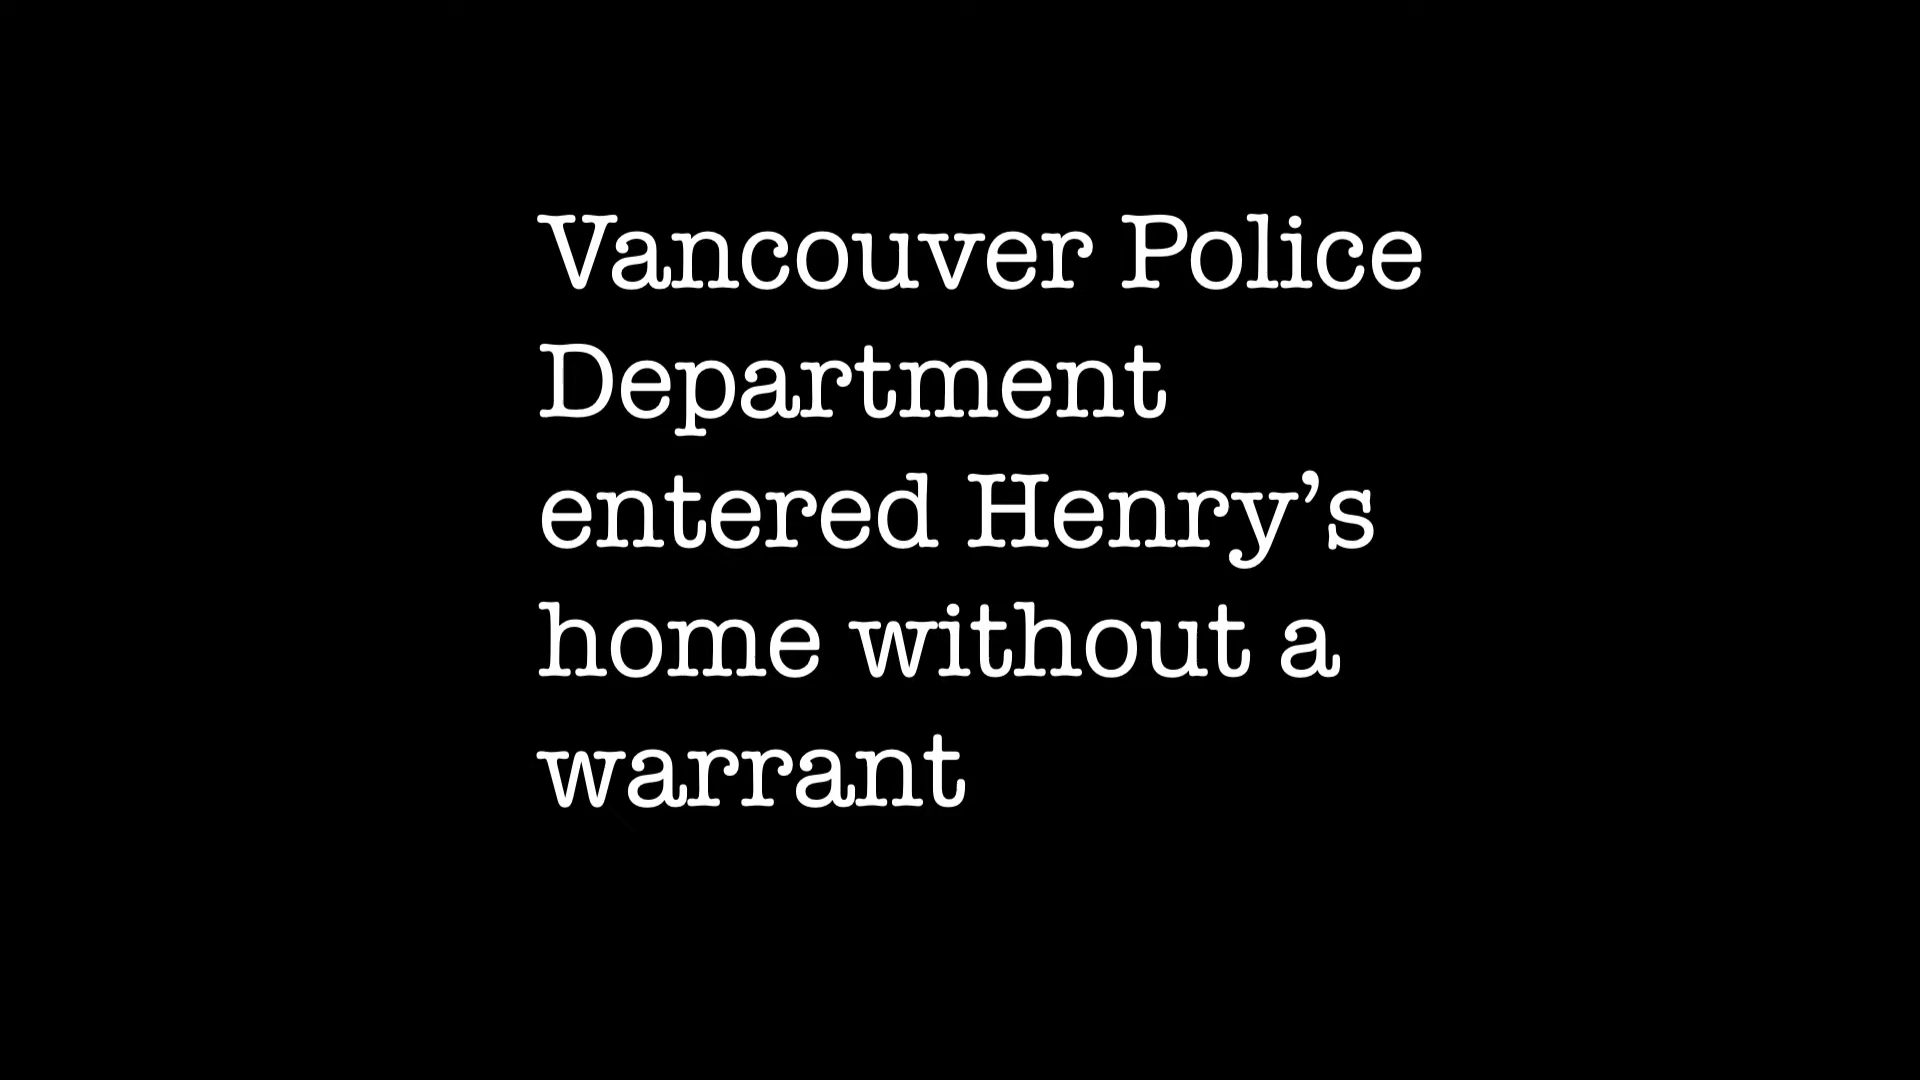 Vancouver Police
Department
entered Henry’s
home without a
warrant